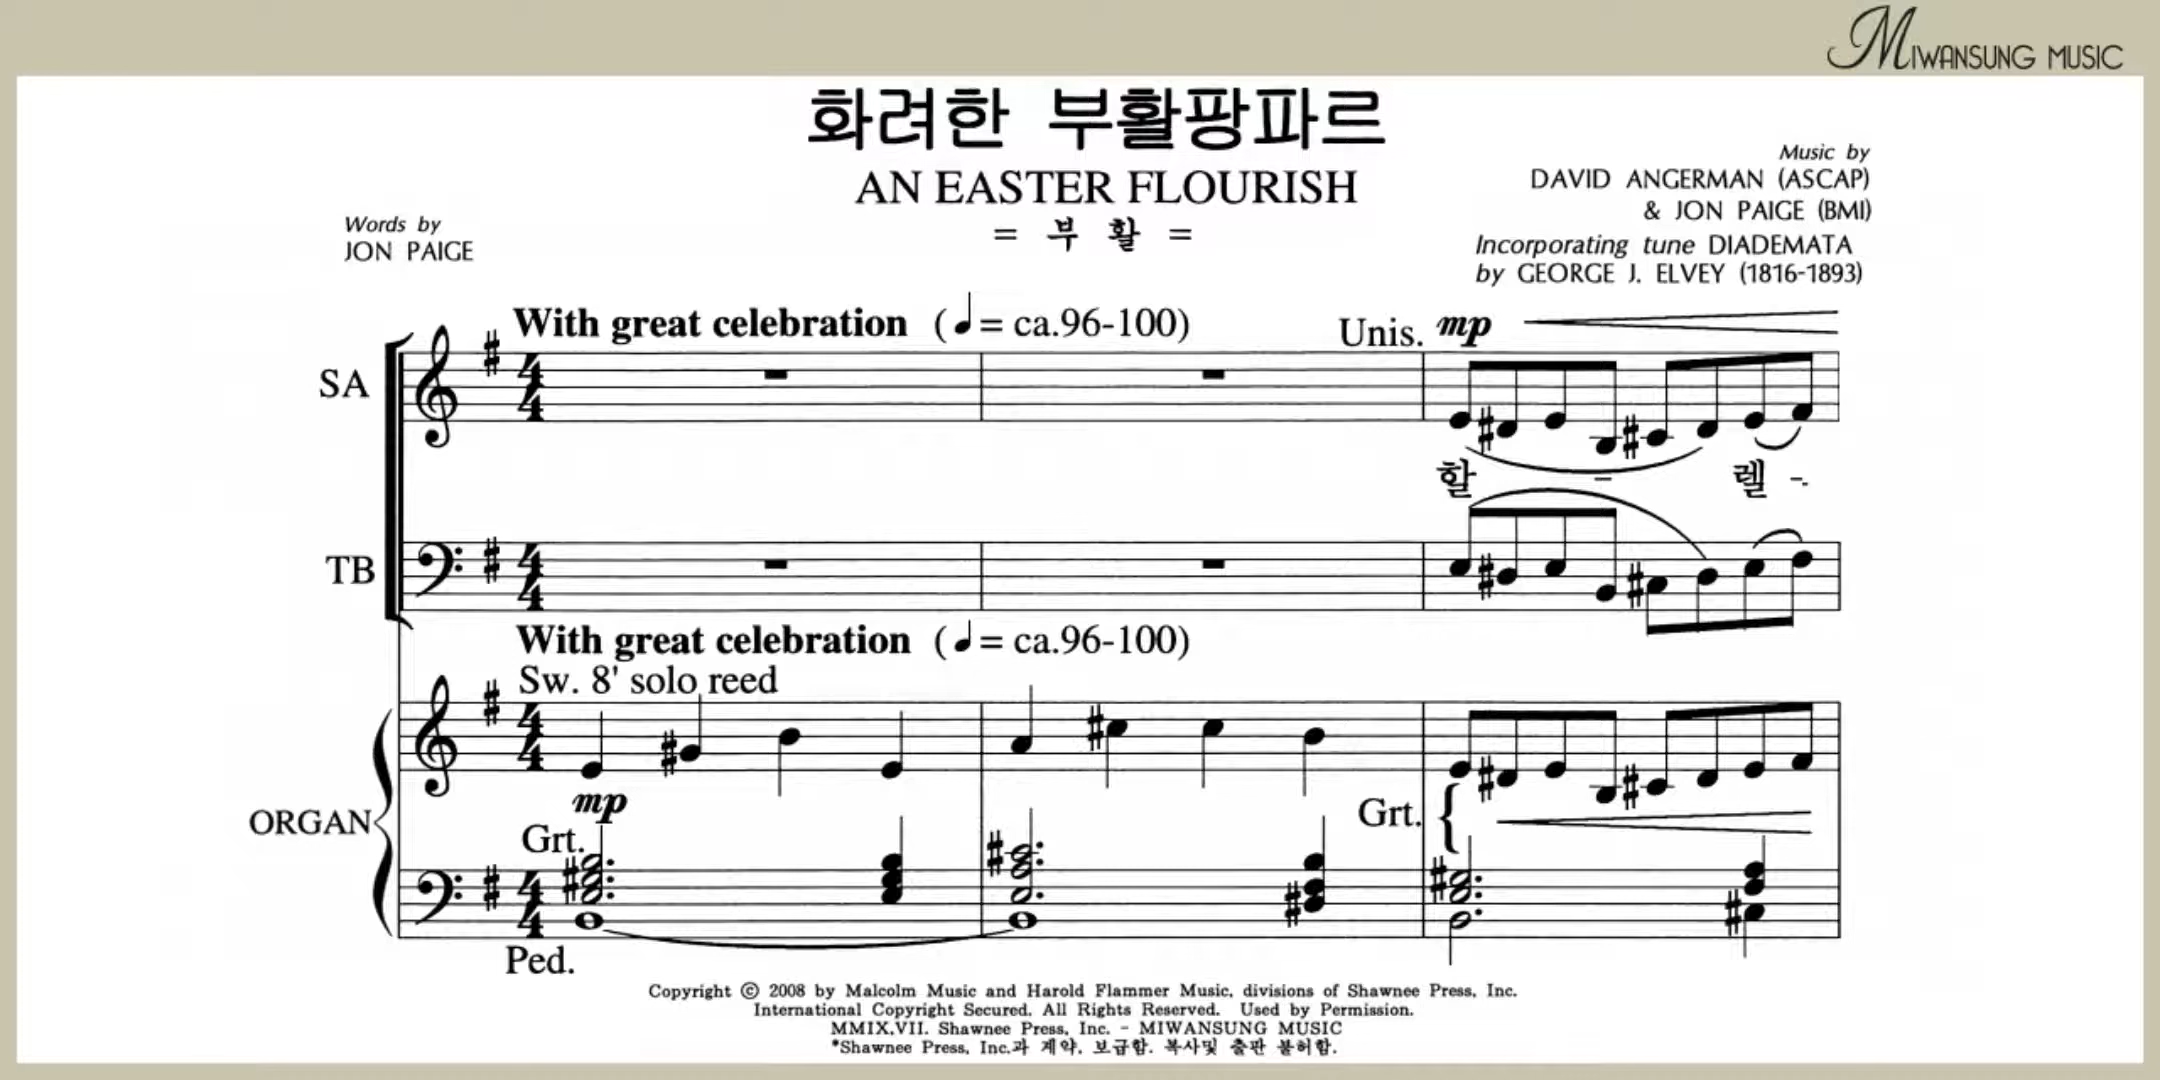 MIWANSUNG MUSIC
화려한 부활팡파르
AN EASTER FLOURISH
= 부 활 =
Words by
JON PAIGE
Music by
DAVID ANGERMAN (ASCAP)
& JON PAIGE (BMI)
Incorporating tune DIADEMATA
by GEORGE J. ELVEY (1816-1893)
With great celebration (♩= ca.96-100)
Unis. mp
SA
할 - 렐 -
TB
With great celebration (♩= ca.96-100)
Sw. 8' solo reed
mp
ORGAN
Grt.
Grt.
Ped.
Copyright © 2008 by Malcolm Music and Harold Flammer Music, divisions of Shawnee Press, Inc.
International Copyright Secured. All Rights Reserved. Used by Permission.
MMIX,VII. Shawnee Press, Inc. - MIWANSUNG MUSIC
*Shawnee Press, Inc.과 계약, 보급함. 복사및 출판 불허함.